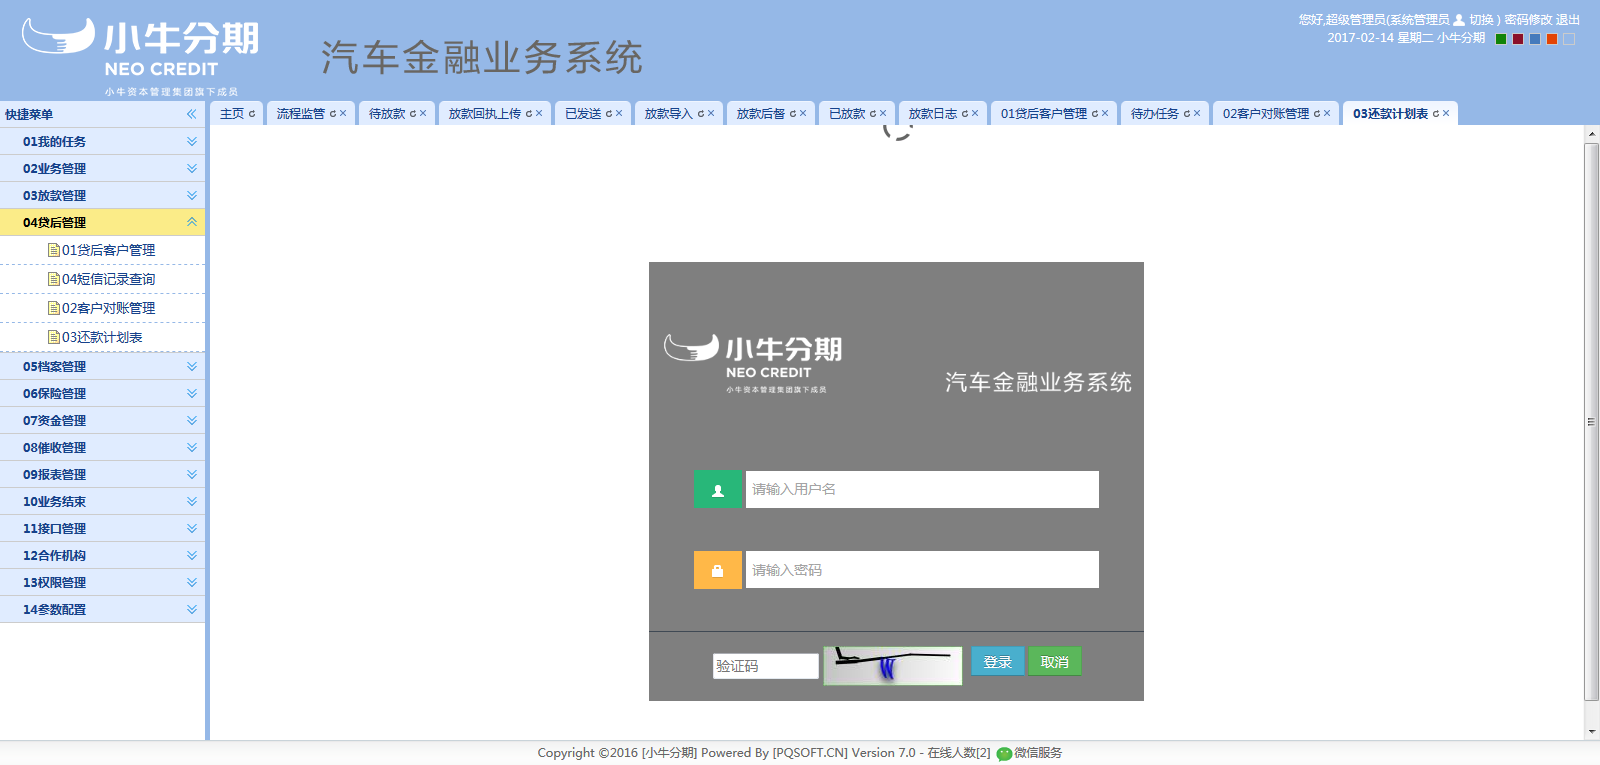 小牛分期
NEO CREDIT
小牛资本管理集团旗下成员
汽车金融业务系统
您好,超级管理员(系统管理员 切换 ) 密码修改 退出
2017-02-14 星期二 小牛分期
快捷菜单
主页
流程监管
待放款
放款回执上传
已发送
放款导入
放款后督
已放款
放款日志
01贷后客户管理
待办任务
02客户对账管理
03还款计划表
01我的任务
02业务管理
03放款管理
04贷后管理
01贷后客户管理
04短信记录查询
02客户对账管理
03还款计划表
05档案管理
06保险管理
07资金管理
08催收管理
09报表管理
10业务结束
11接口管理
12合作机构
13权限管理
14参数配置
小牛分期
NEO CREDIT
小牛资本管理集团旗下成员
汽车金融业务系统
请输入用户名
请输入密码
验证码
登录
取消
Copyright ©2016 [小牛分期] Powered By [PQSOFT.CN] Version 7.0 - 在线人数[2] 微信服务